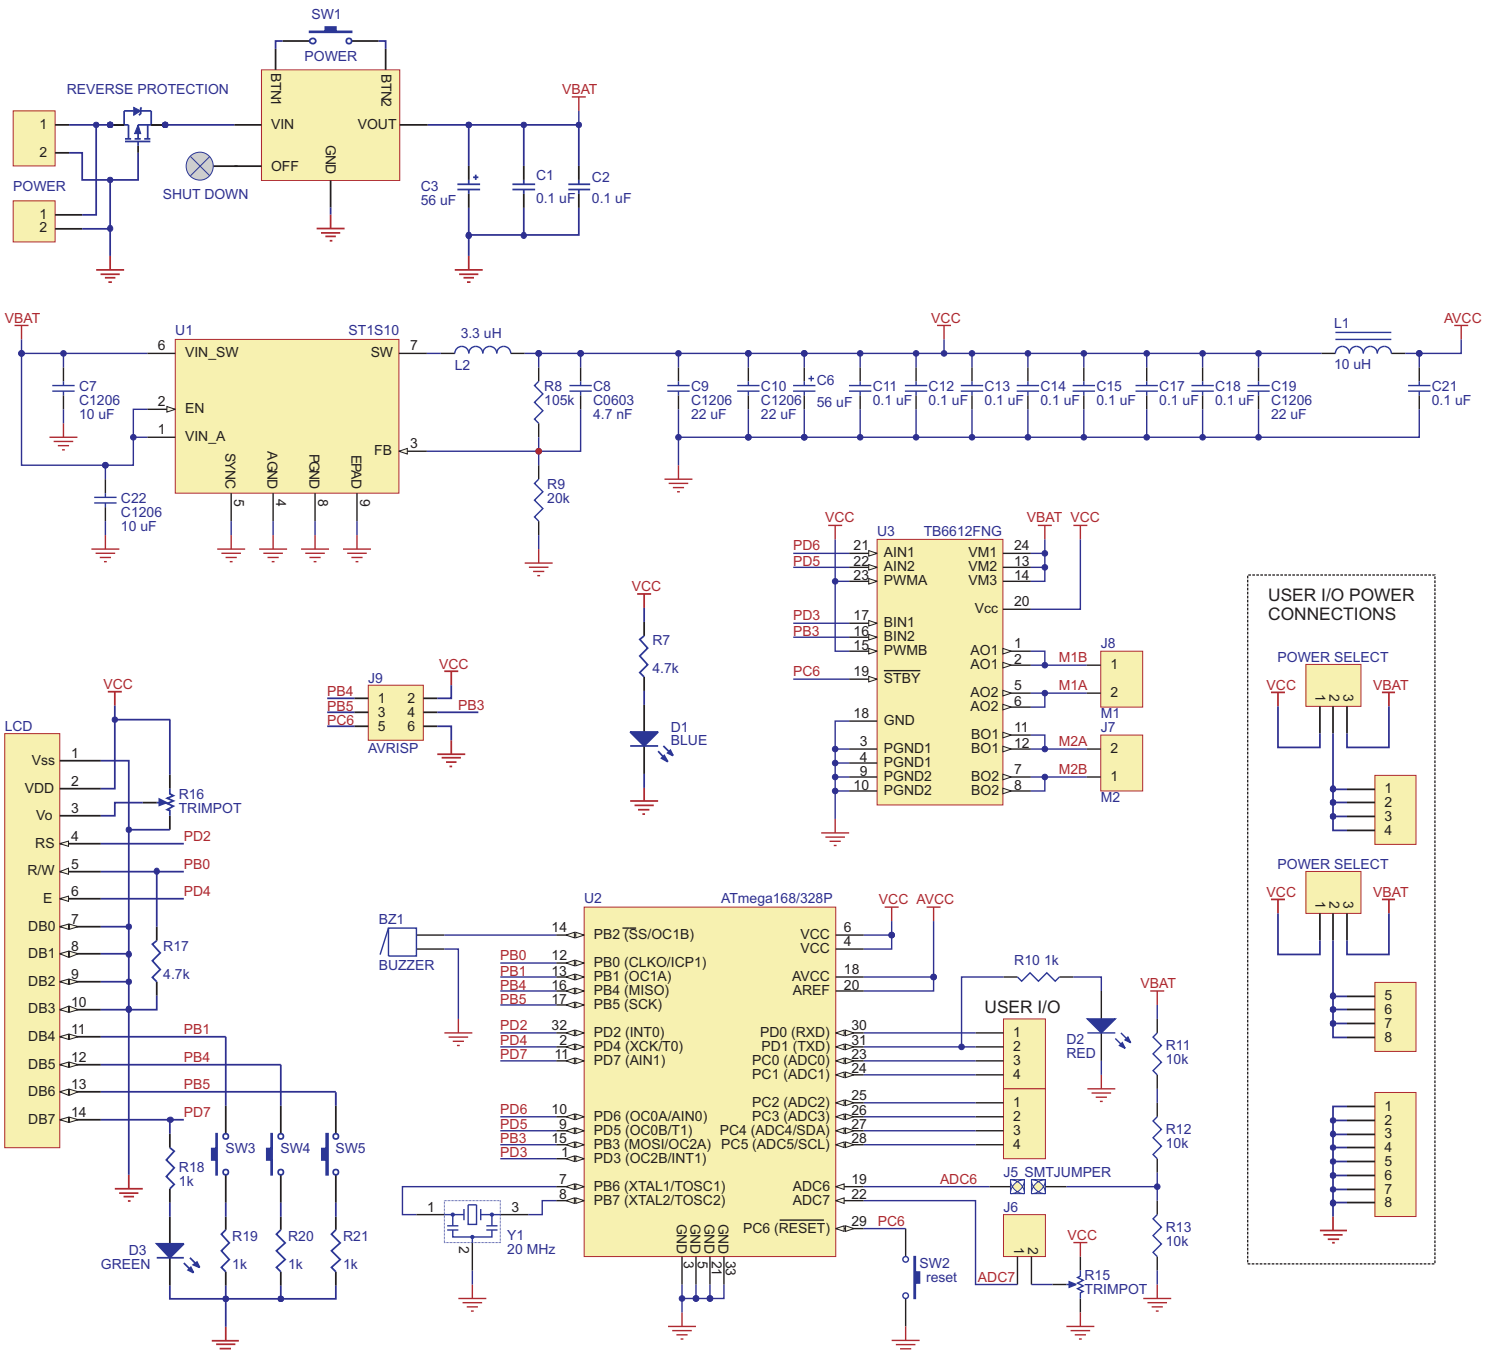 SW1
POWER
BTN1
BTN2
REVERSE PROTECTION
VIN
VOUT
OFF
GND
1
2
POWER
1
2
SHUT DOWN
VBAT
C3
56 uF
+
C1
0.1 uF
C2
0.1 uF
VBAT
U1
ST1S10
6
VIN_SW
SW
7
2
EN
1
VIN_A
FB
3
SYNC
AGND
PGND
EPAD
5
4
8
9
C7
C1206
10 uF
C22
C1206
10 uF
3.3 uH
L2
R8
105k
C8
C0603
4.7 nF
R9
20k
VCC
C9
C1206
22 uF
C10
C1206
22 uF
+
C6
56 uF
C11
0.1 uF
C12
0.1 uF
C13
0.1 uF
C14
0.1 uF
C15
0.1 uF
C17
0.1 uF
C18
0.1 uF
C19
C1206
22 uF
L1
10 uH
AVCC
C21
0.1 uF
VCC
U3
TB6612FNG
VBAT
VCC
PD6
21
AIN1
PD5
22
AIN2
23
PWMA
PD3
17
BIN1
PB3
16
BIN2
15
PWMB
PC6
19
STBY
18
GND
3
PGND1
4
PGND1
9
PGND2
10
PGND2
VM1
24
VM2
13
VM3
14
Vcc
20
AO1
1
AO1
2
AO2
5
AO2
6
BO1
11
BO1
12
BO2
7
BO2
8
M1B
M1A
M2A
M2B
J8
1
2
M1
J7
2
1
M2
VCC
R7
4.7k
D1
BLUE
J9
VCC
PB4
1
2
PB5
3
4
PB3
PC6
5
6
AVRISP
VCC
LCD
Vss
1
VDD
2
Vo
3
RS
4
PD2
R/W
5
PB0
E
6
PD4
DB0
7
DB1
8
DB2
9
DB3
10
DB4
11
PB1
DB5
12
PB4
DB6
13
PB5
DB7
14
PD7
R16
TRIMPOT
R17
4.7k
SW3
SW4
SW5
R18
1k
R19
1k
R20
1k
R21
1k
D3
GREEN
BZ1
BUZZER
U2
ATmega168/328P
VCC
AVCC
14
PB2 (SS/OC1B)
PB0
12
PB0 (CLKO/ICP1)
PB1
13
PB1 (OC1A)
PB4
16
PB4 (MISO)
PB5
17
PB5 (SCK)
PD2
32
PD2 (INT0)
PD4
2
PD4 (XCK/T0)
PD7
11
PD7 (AIN1)
PD6
10
PD6 (OC0A/AIN0)
PD5
9
PD5 (OC0B/T1)
PB3
15
PB3 (MOSI/OC2A)
PD3
1
PD3 (OC2B/INT1)
7
PB6 (XTAL1/TOSC1)
8
PB7 (XTAL2/TOSC2)
VCC
6
VCC
4
AVCC
18
AREF
20
PD0 (RXD)
30
PD1 (TXD)
31
PC0 (ADC0)
23
PC1 (ADC1)
24
PC2 (ADC2)
25
PC3 (ADC3)
26
PC4 (ADC4/SDA)
27
PC5 (ADC5/SCL)
28
ADC6
19
ADC6
ADC7
22
PC6 (RESET)
29
PC6
GND
GND
GND
GND
3
5
21
33
1
3
2
Y1
20 MHz
USER I/O
1
2
3
4
1
2
3
4
R10 1k
D2
RED
VBAT
R11
10k
R12
10k
R13
10k
J5 SMTJUMPER
J6
1
2
ADC7
VCC
R15
TRIMPOT
SW2
reset
USER I/O POWER
CONNECTIONS
POWER SELECT
VCC
1
2
3
VBAT
1
2
3
4
POWER SELECT
VCC
1
2
3
VBAT
5
6
7
8
1
2
3
4
5
6
7
8